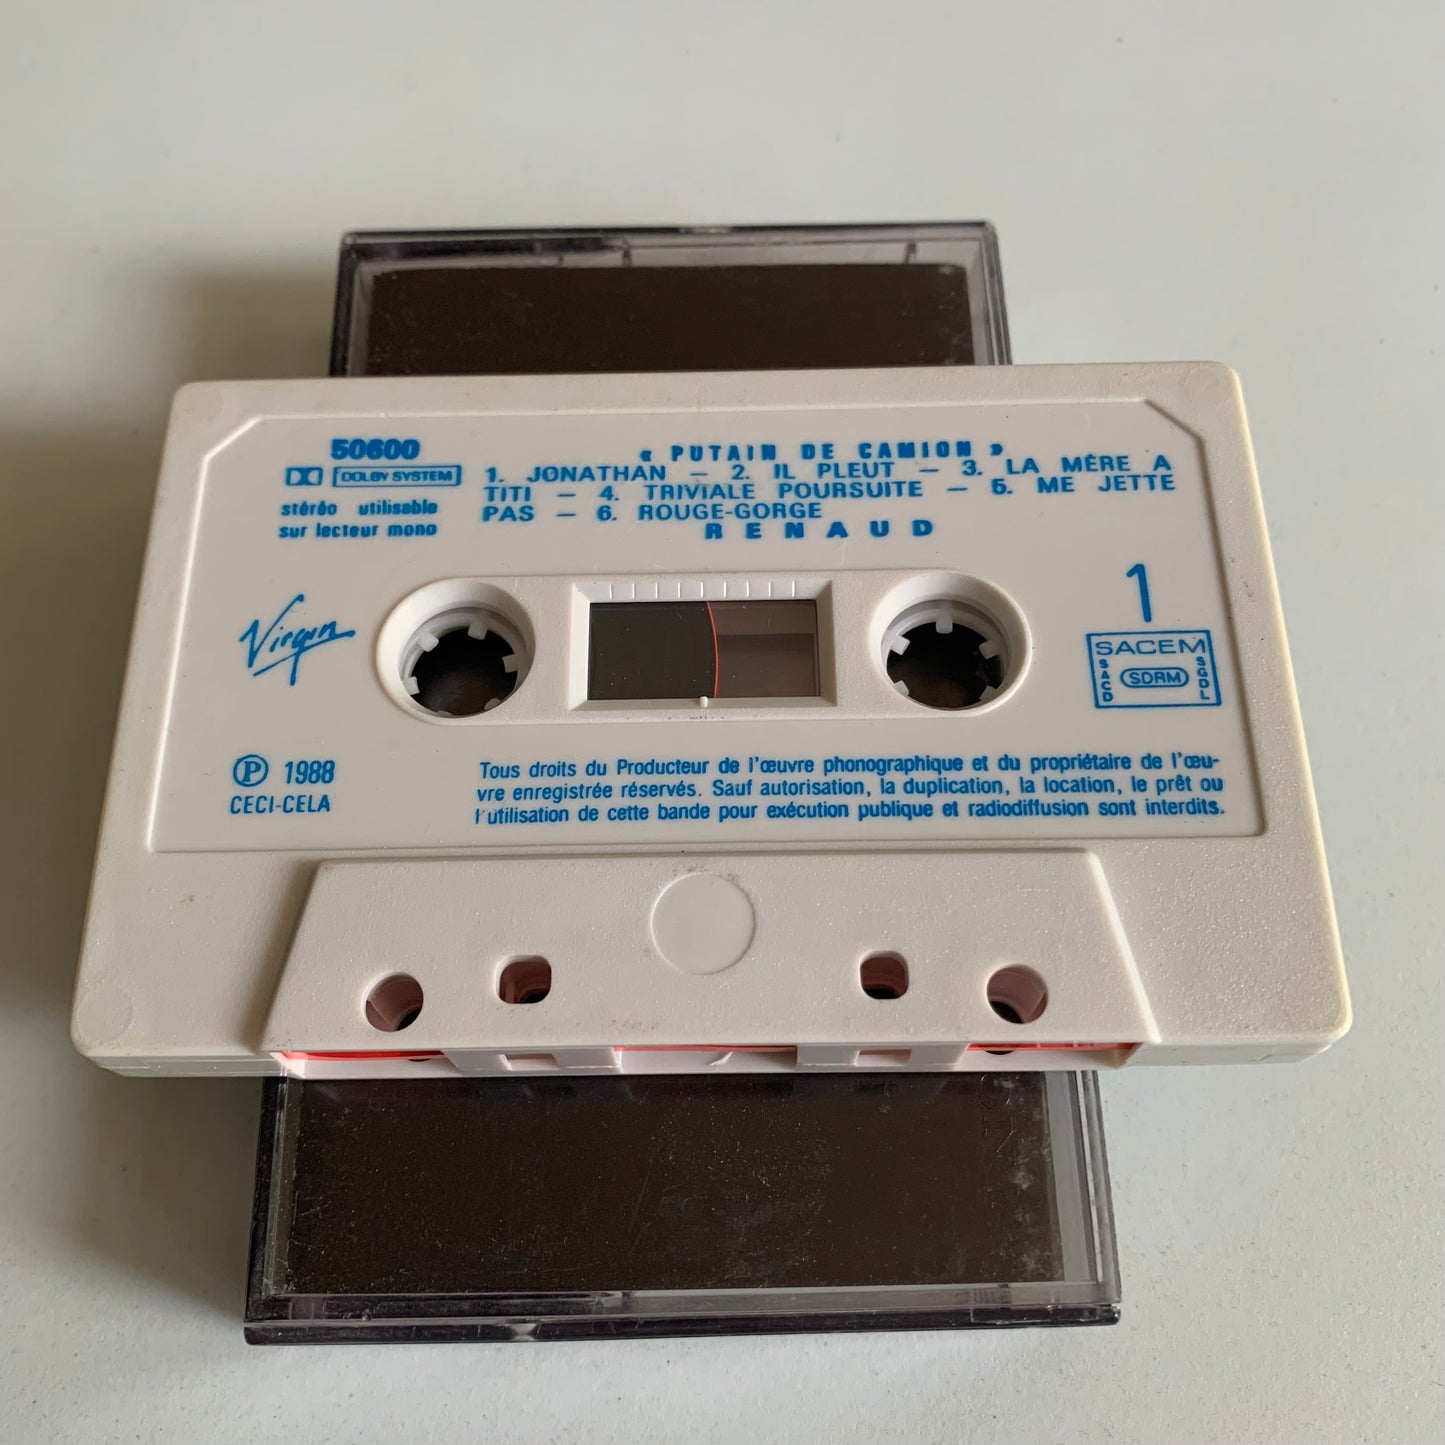 50600
DOLBY SYSTEM
stéréo utilisable
sur lecteur mono
« PUTAIN DE CAMION »
1. JONATHAN — 2. IL PLEUT — 3. LA MÈRE A
TITI — 4. TRIVIALE POURSUITE — 5. ME JETTE
PAS — 6. ROUGE-GORGE
RENAUD
Virgin
1
SACEM
SACD
SDRM
SGDL
Ⓟ 1988
CECI-CELA
Tous droits du Producteur de l'œuvre phonographique et du propriétaire de l'œu-
vre enregistrée réservés. Sauf autorisation, la duplication, la location, le prêt ou
l'utilisation de cette bande pour exécution publique et radiodiffusion sont interdits.